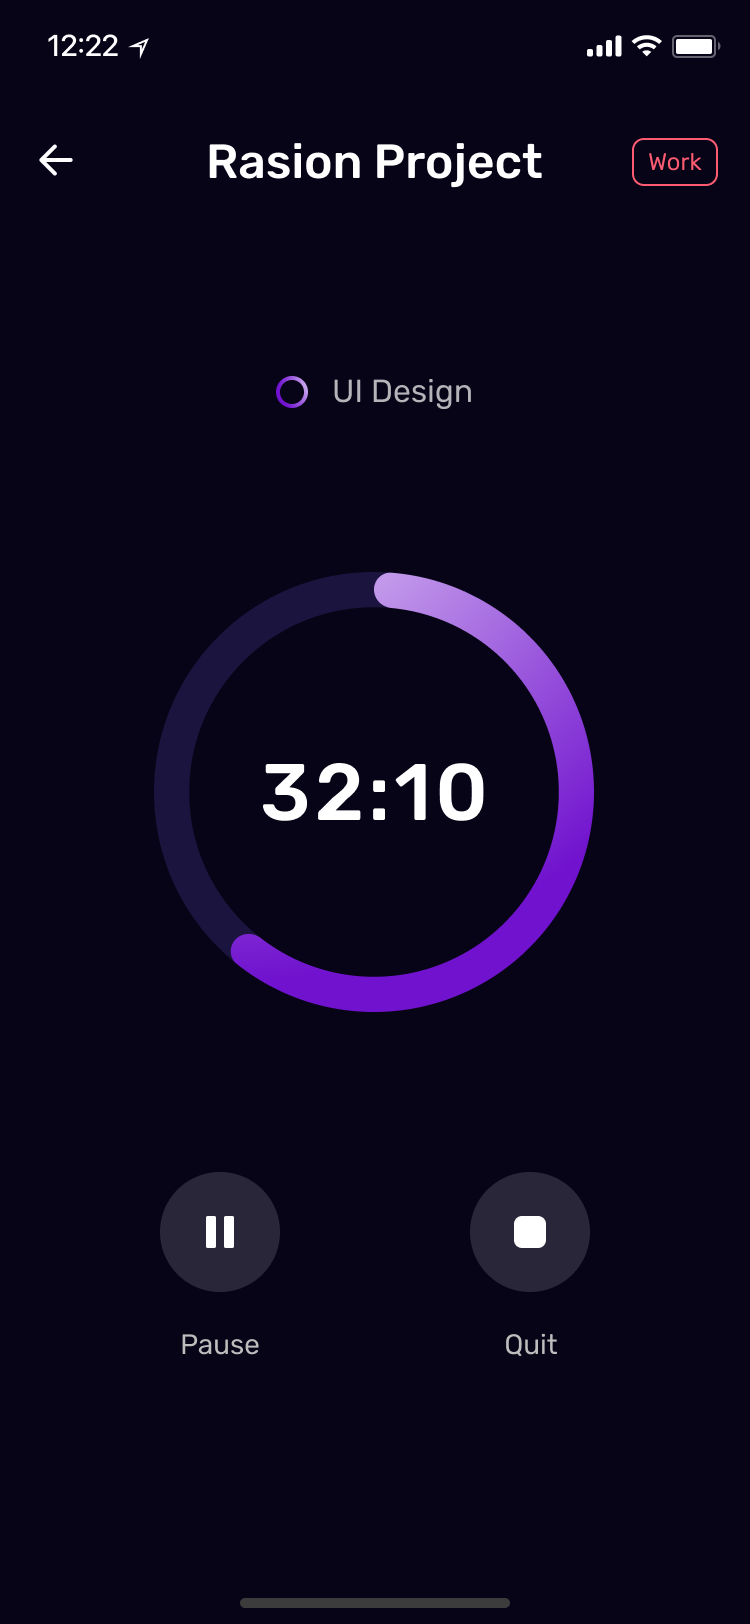 12:22
Rasion Project
Work
UI Design
32:10
Pause
Quit